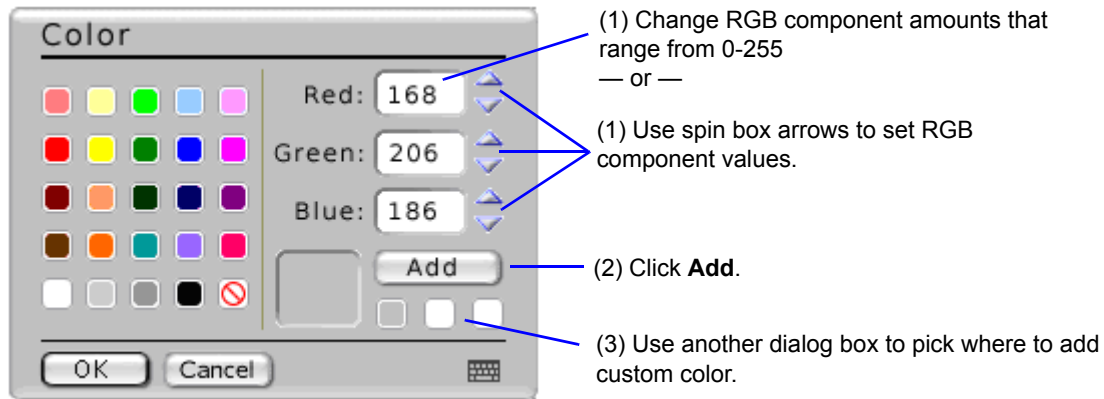 Color
Red: 168
Green: 206
Blue: 186
Add
OK Cancel
(1) Change RGB component amounts that
range from 0-255
— or —
(1) Use spin box arrows to set RGB
component values.
(2) Click Add.
(3) Use another dialog box to pick where to add
custom color.